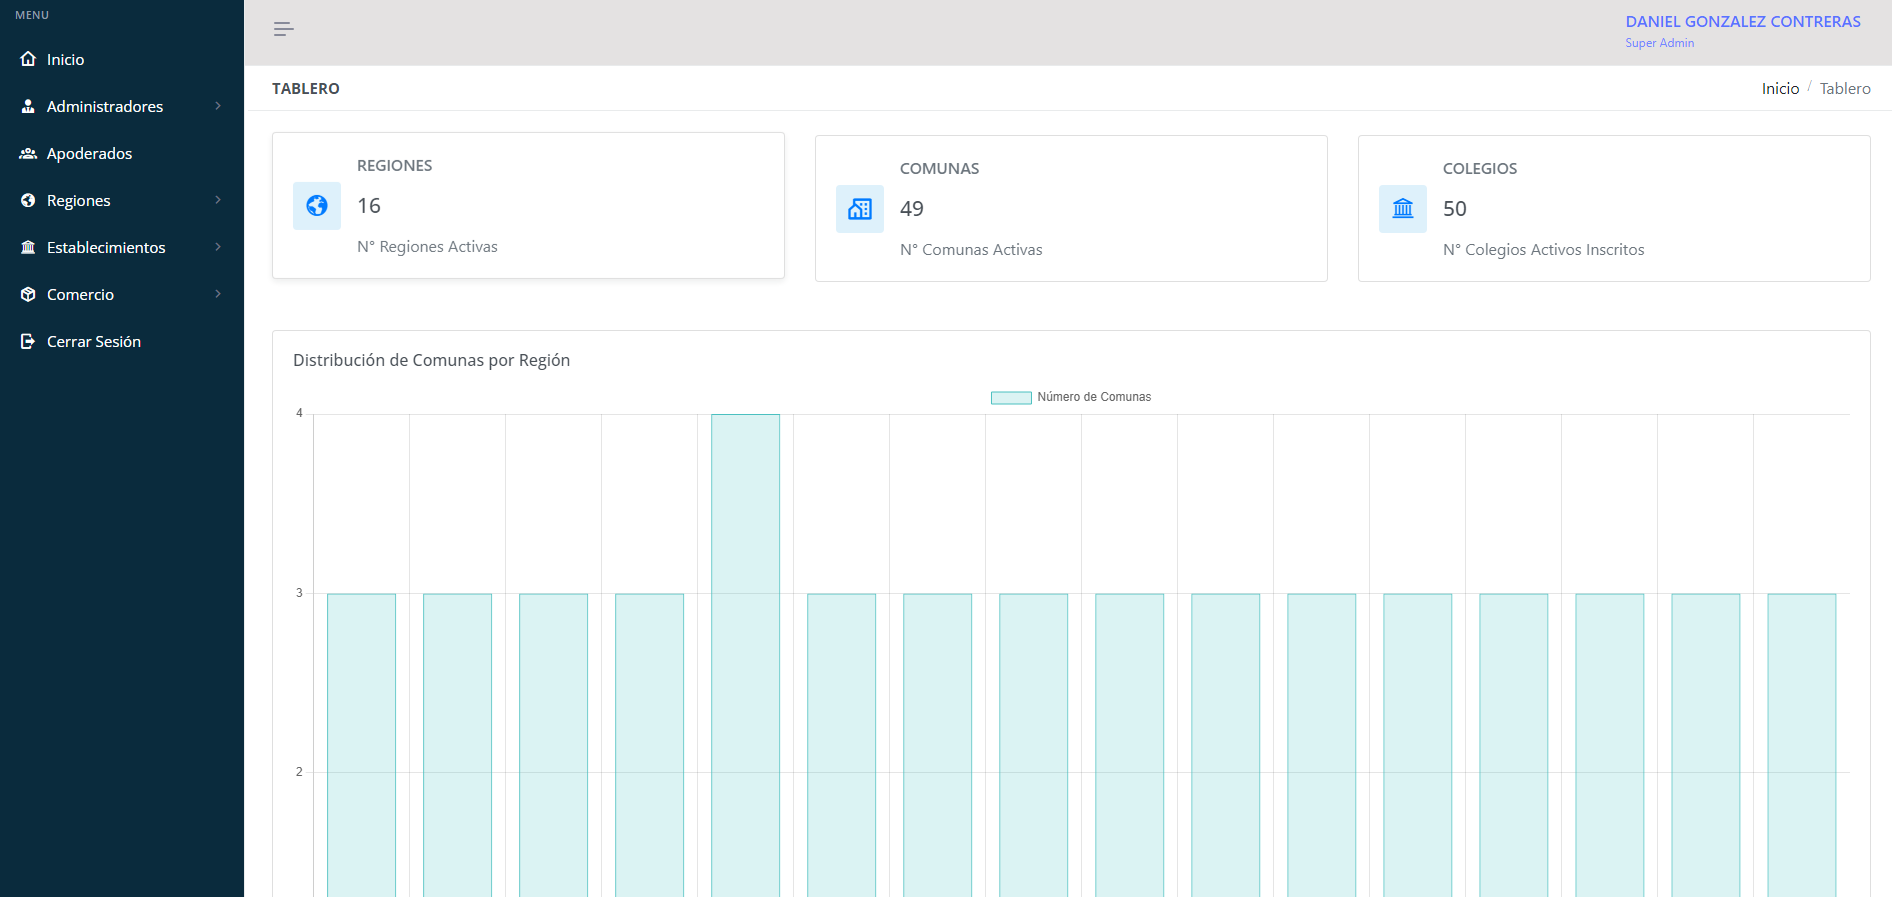 MENU
Inicio
Administradores
Apoderados
Regiones
Establecimientos
Comercio
Cerrar Sesión
DANIEL GONZALEZ CONTRERAS
Super Admin
TABLERO
Inicio / Tablero
REGIONES
16
N° Regiones Activas
COMUNAS
49
N° Comunas Activas
COLEGIOS
50
N° Colegios Activos Inscritos
Distribución de Comunas por Región
Número de Comunas
4
3
2